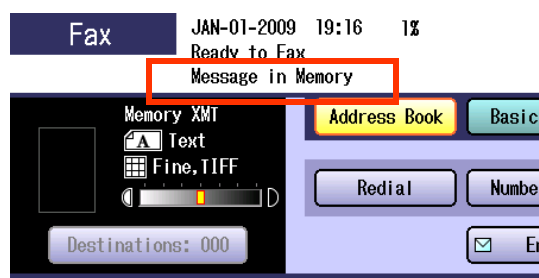 Fax
JAN-01-2009 19:16 1%
Ready to Fax
Message in Memory
Memory XMT
A Text
Fine,TIFF
Address Book
Basic
Redial
Destinations: 000